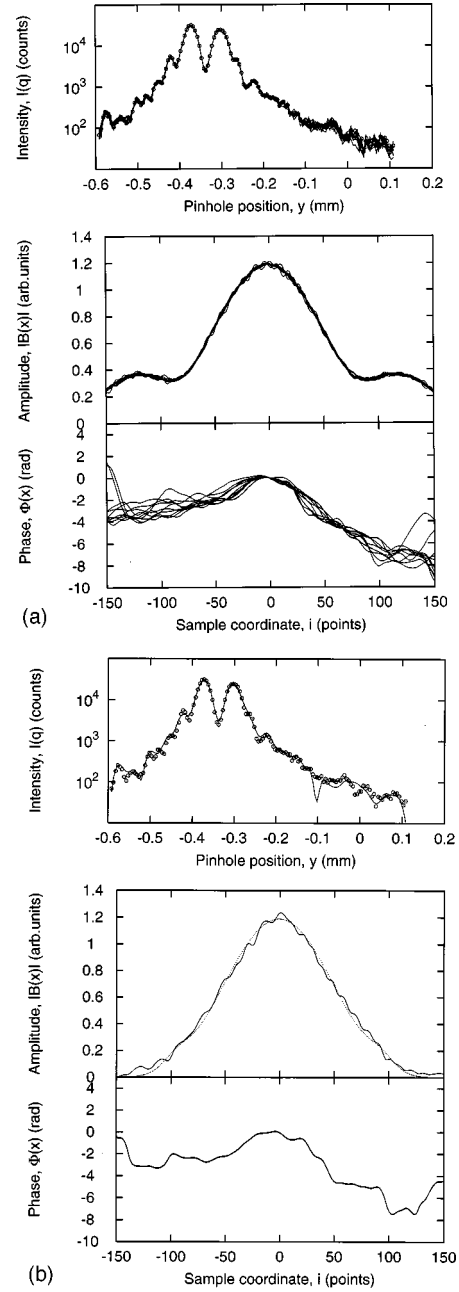 Intensity, I(q) (counts)
10^4
10^3
10^2
-0.6 -0.5 -0.4 -0.3 -0.2 -0.1 0 0.1 0.2
Pinhole position, y (mm)
Amplitude, |B(x)| (arb.units)
1.4
1.2
1.0
0.8
0.6
0.4
0.2
0
Phase, Φ(x) (rad)
4
2
0
-2
-4
-6
-8
-10
-150 -100 -50 0 50 100 150
Sample coordinate, i (points)
(a)
Intensity, I(q) (counts)
10^4
10^3
10^2
-0.6 -0.5 -0.4 -0.3 -0.2 -0.1 0 0.1 0.2
Pinhole position, y (mm)
Amplitude, |B(x)| (arb.units)
1.4
1.2
1.0
0.8
0.6
0.4
0.2
0
Phase, Φ(x) (rad)
4
2
0
-2
-4
-6
-8
-10
-150 -100 -50 0 50 100 150
Sample coordinate, i (points)
(b)